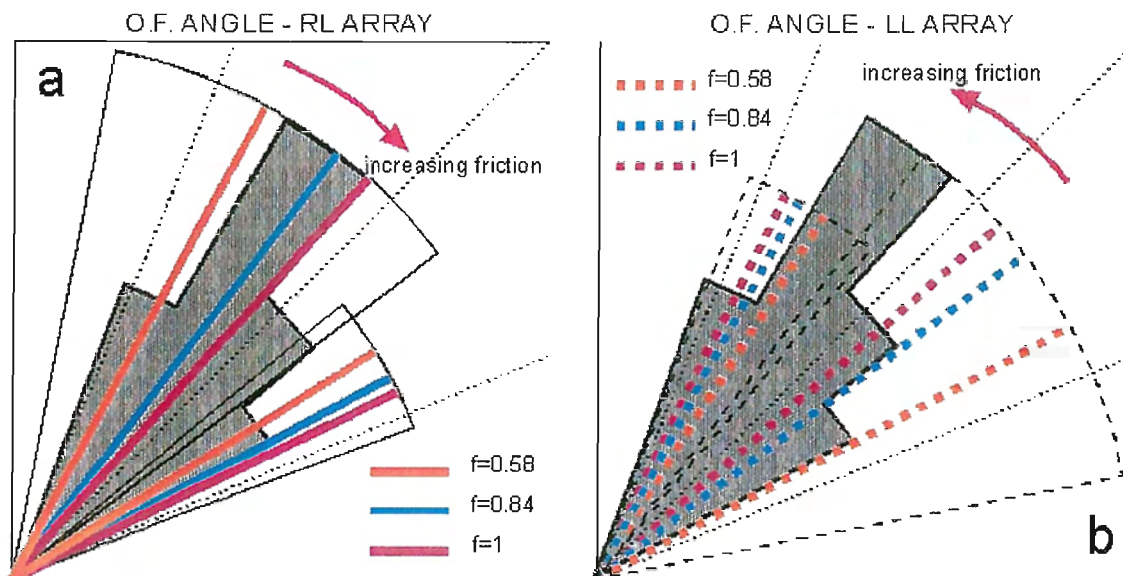 O.F. ANGLE - RL ARRAY
a
increasing friction
f=0.58
f=0.84
f=1
O.F. ANGLE - LL ARRAY
f=0.58
f=0.84
f=1
increasing friction
b